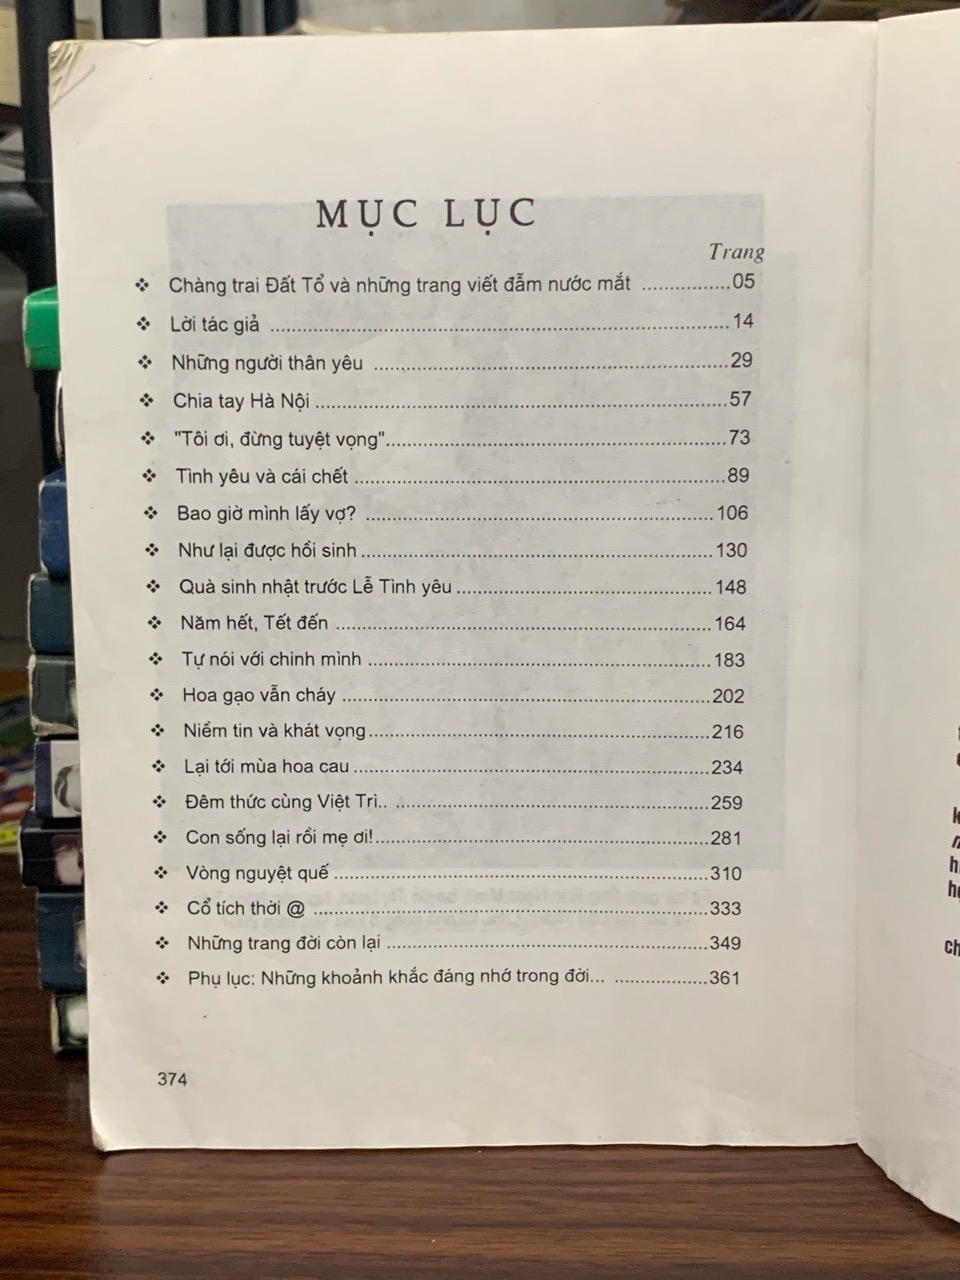 MỤC LỤC
Trang
❖ Chàng trai Đất Tổ và những trang viết đẫm nước mắt ................05
❖ Lời tác giả ....................................................................................14
❖ Những người thân yêu ................................................................29
❖ Chia tay Hà Nội ...........................................................................57
❖ "Tôi ơi, đừng tuyệt vọng"..............................................................73
❖ Tình yêu và cái chết ....................................................................89
❖ Bao giờ mình lấy vợ? ................................................................106
❖ Như lại được hồi sinh ................................................................130
❖ Quà sinh nhật trước Lễ Tình yêu ...............................................148
❖ Năm hết, Tết đến .....................................................................164
❖ Tự nói với chinh mình ..............................................................183
❖ Hoa gạo vẫn cháy ....................................................................202
❖ Niềm tin và khát vọng...............................................................216
❖ Lại tới mùa hoa cau .................................................................234
❖ Đêm thức cùng Việt Trì.. ..........................................................259
❖ Con sống lại rồi mẹ ơi!.............................................................281
❖ Vòng nguyệt quế .....................................................................310
❖ Cổ tích thời @ ........................................................................333
❖ Những trang đời còn lại ..........................................................349
❖ Phụ lục: Những khoảnh khắc đáng nhớ trong đời... .................361
374